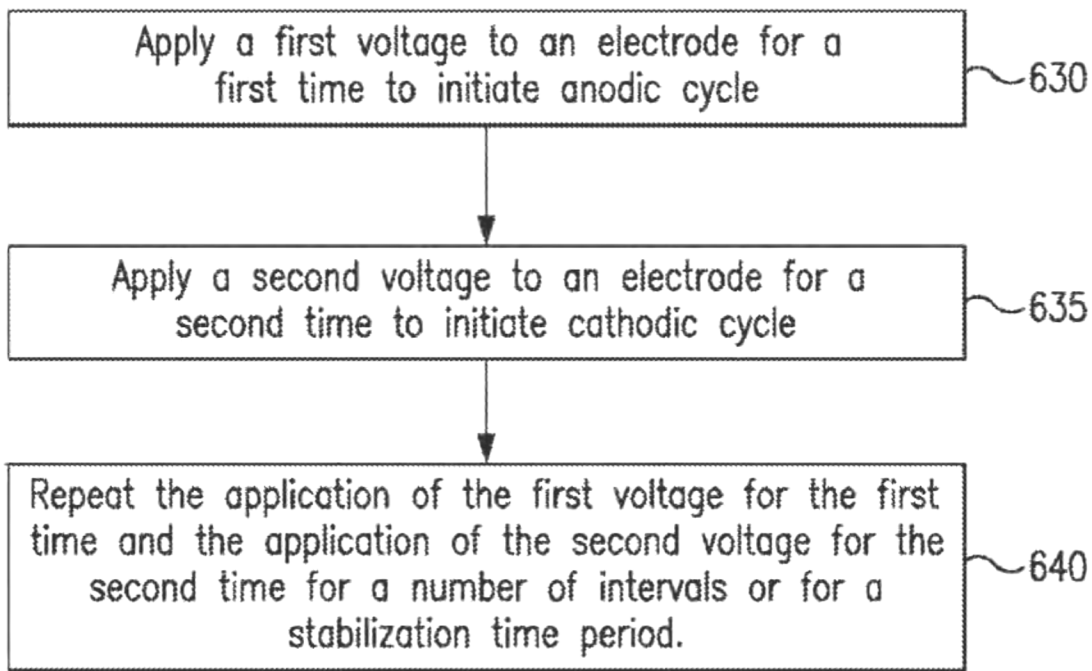 Apply a first voltage to an electrode for a
first time to initiate anodic cycle
630
Apply a second voltage to an electrode for a
second time to initiate cathodic cycle
635
Repeat the application of the first voltage for the first
time and the application of the second voltage for the
second time for a number of intervals or for a
stabilization time period.
640